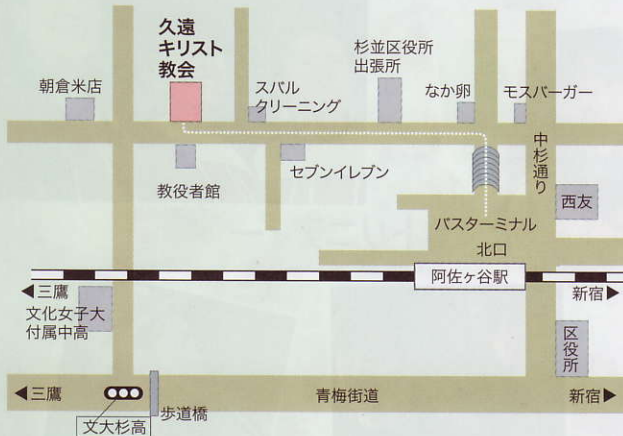 久遠
キリスト
教会
朝倉米店
スバル
クリーニング
杉並区役所
出張所
なか卵
モスバーガー
教役者館
セブンイレブン
中杉通り
西友
バスターミナル
北口
阿佐ヶ谷駅
◀三鷹
新宿▶
文化女子大
付属中高
区役所
◀三鷹
青梅街道
新宿▶
歩道橋
文大杉高